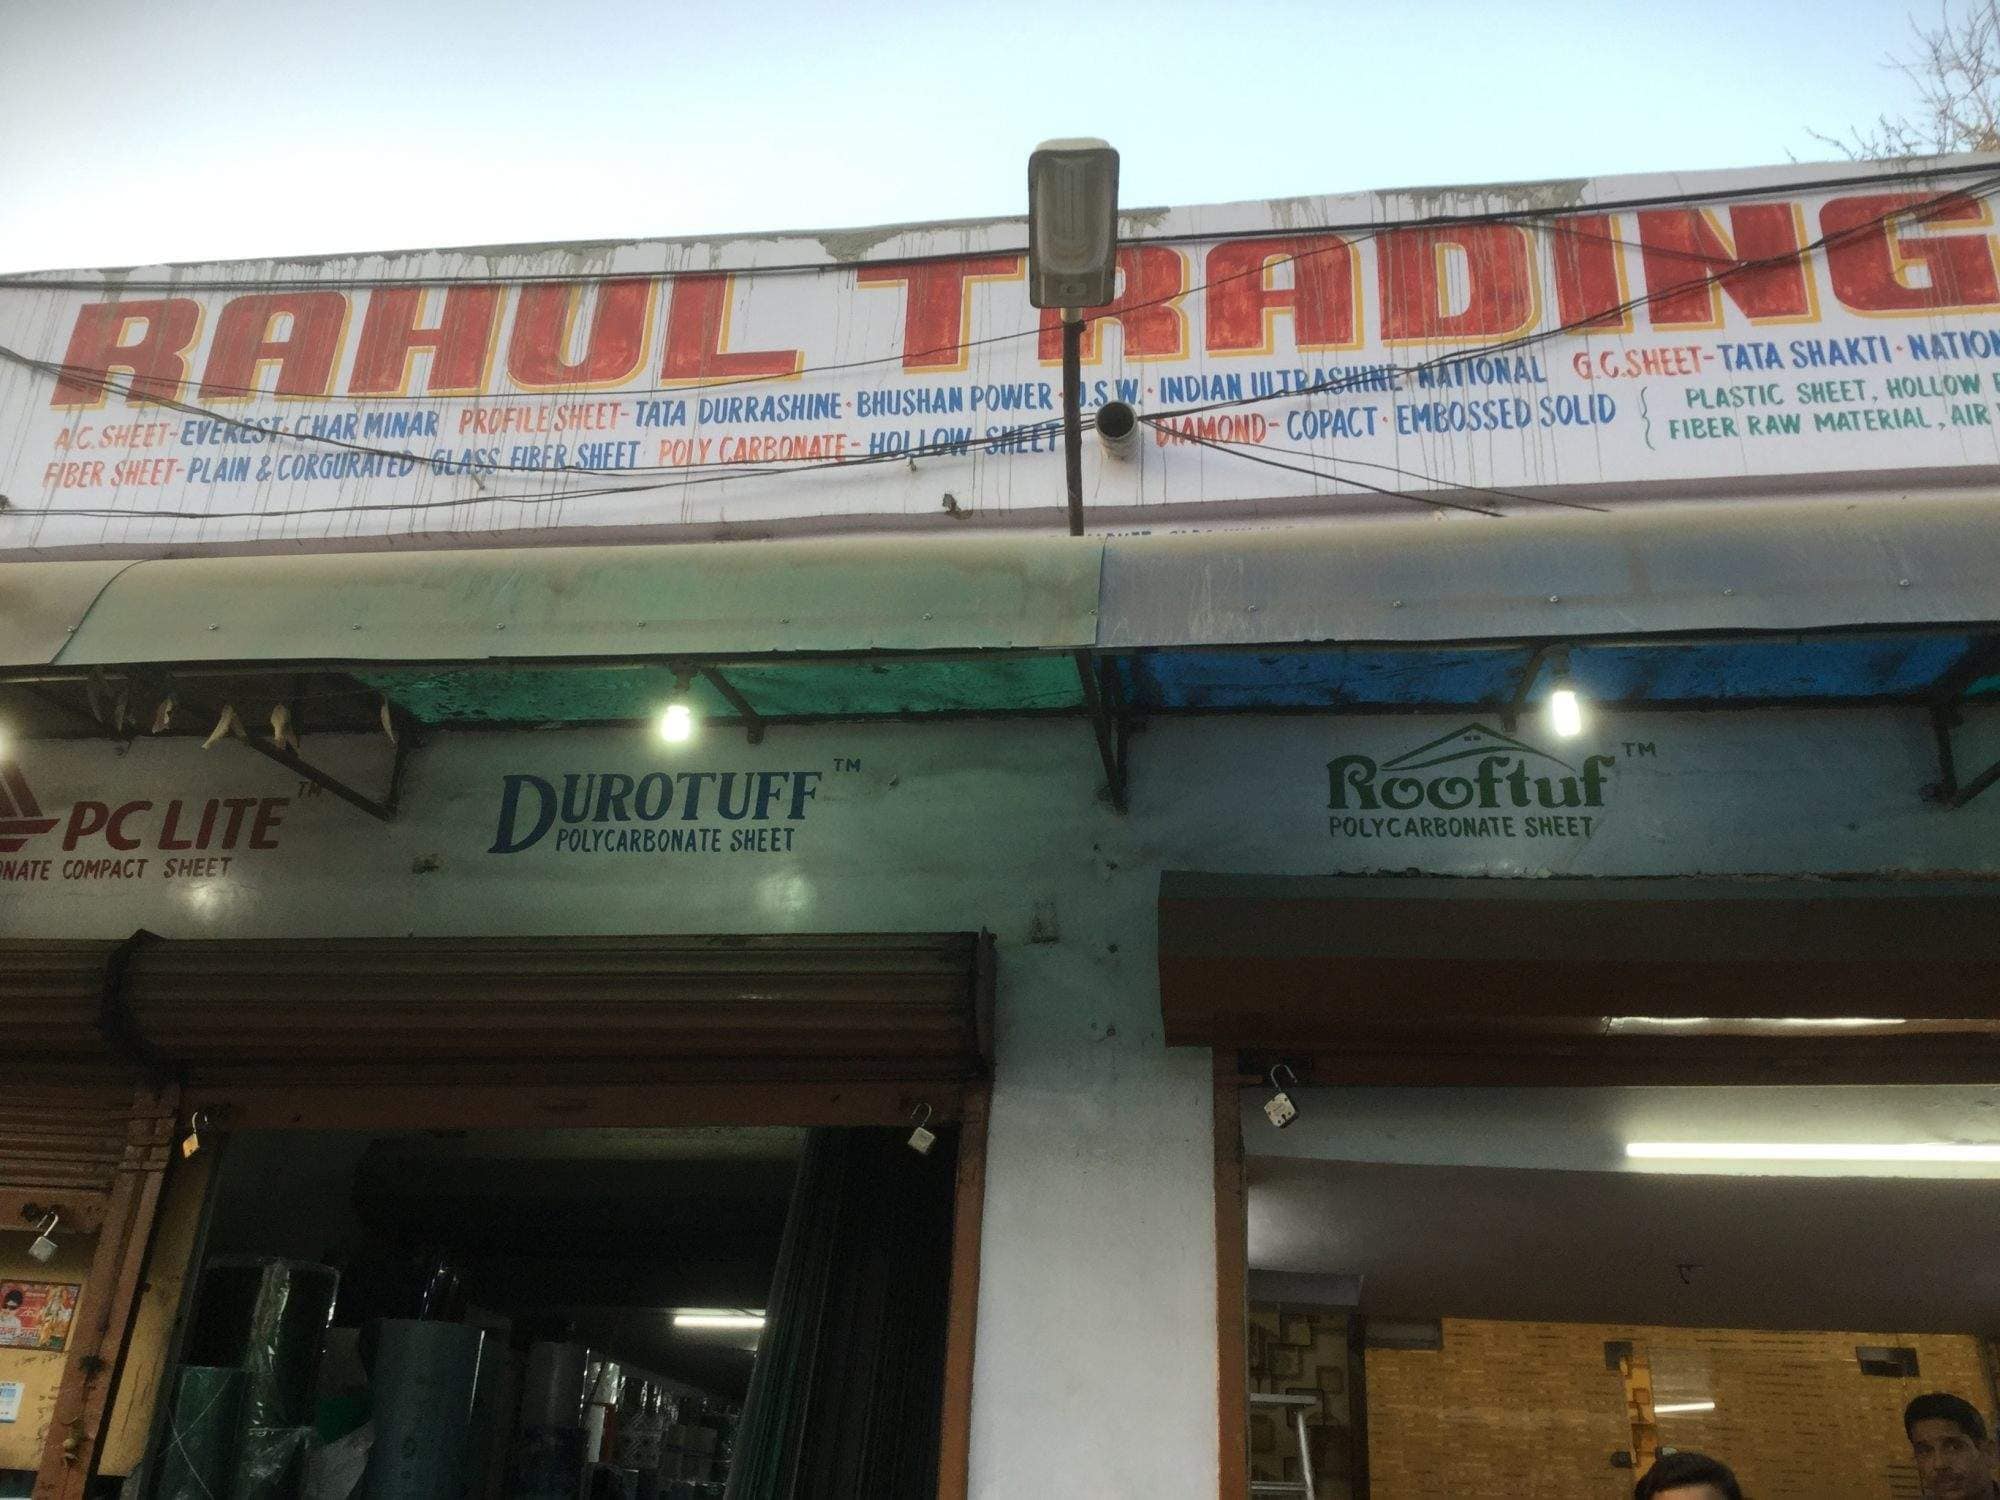 RAHUL TRADING
A/C. SHEET-EVEREST·CHAR MINAR PROFILE SHEET-TATA DURRASHINE·BHUSHAN POWER·J.S.W.·INDIAN ULTRASHINE NATIONAL G.C.SHEET-TATA SHAKTI·NATION
FIBER SHEET-PLAIN & CORGURATED GLASS FIBER SHEET POLY CARBONATE-HOLLOW SHEET DIAMOND-COPACT·EMBOSSED SOLID
PLASTIC SHEET, HOLLOW
FIBER RAW MATERIAL, AIR
PC LITE
NATE COMPACT SHEET
DUROTUFF™
POLYCARBONATE SHEET
Rooftuf™
POLYCARBONATE SHEET